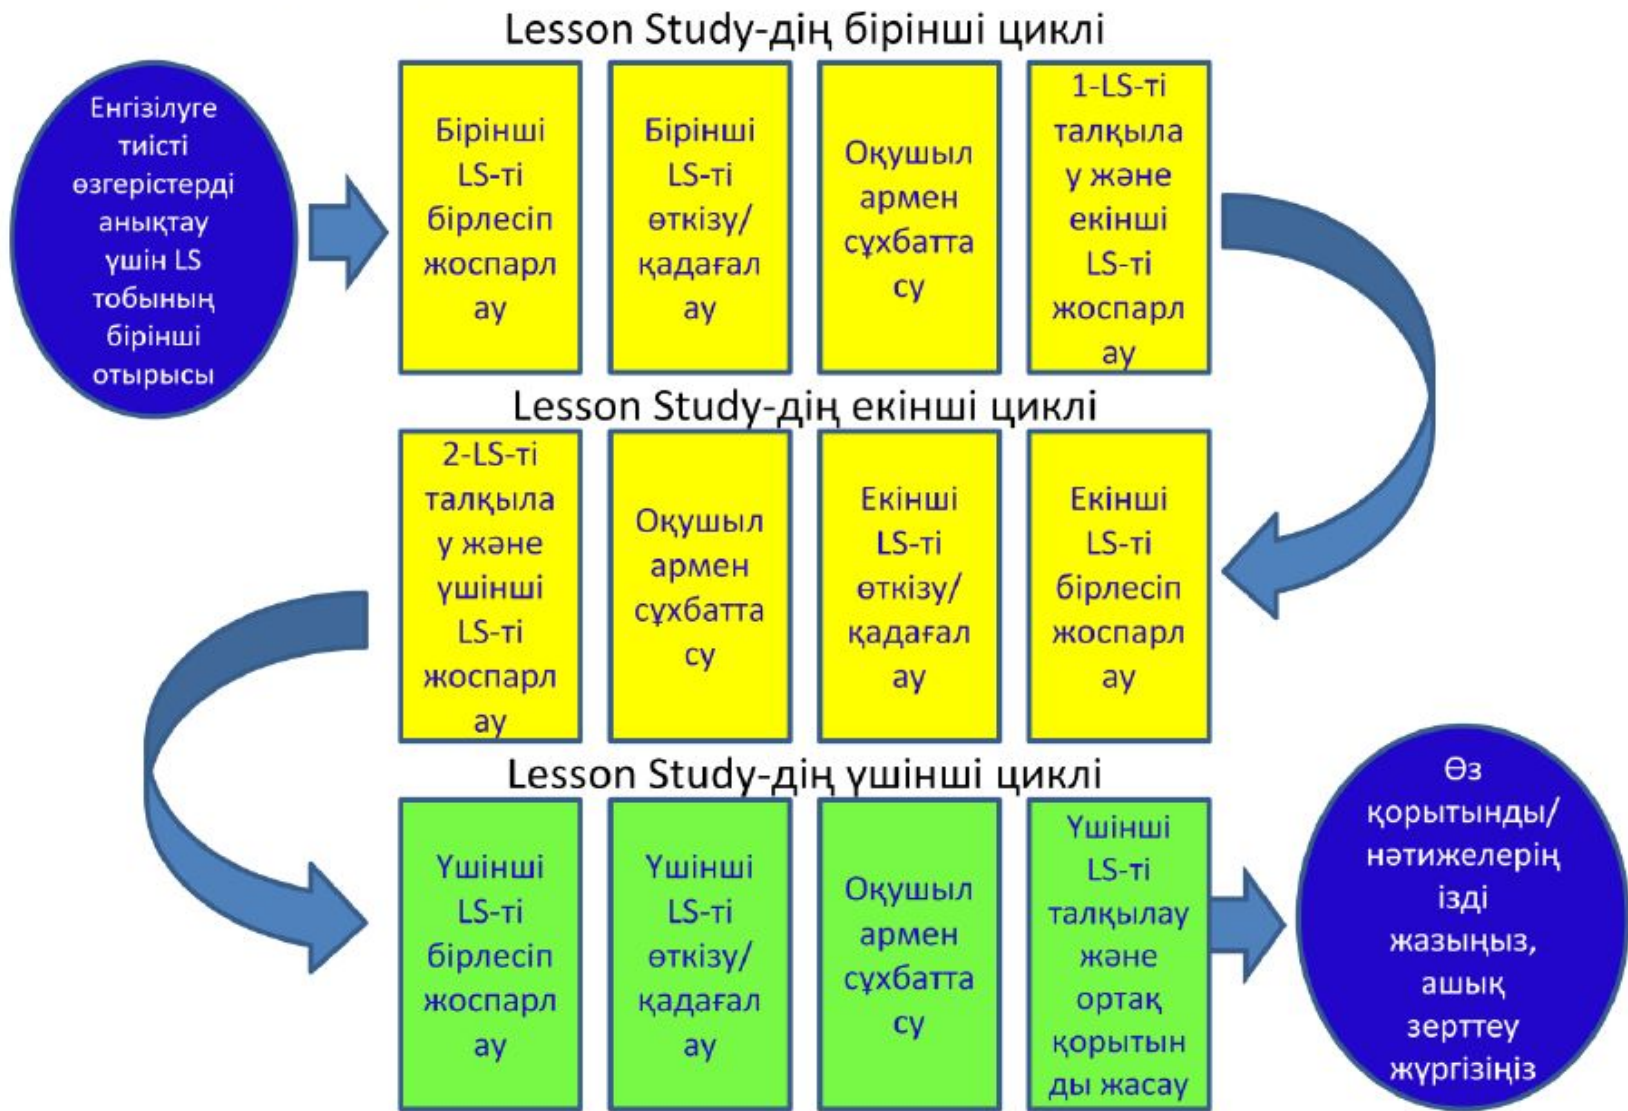 Lesson Study-дің бірінші циклі
Енгізілуге
тиісті
өзгерістерді
анықтау
үшін LS
тобының
бірінші
отырысы
Бірінші
LS-ті
бірлесіп
жоспарл
ау
Бірінші
LS-ті
өткізу/
қадағал
ау
Оқушыл
армен
сұхбатта
су
1-LS-ті
талқыла
у және
екінші
LS-ті
жоспарл
ау
Lesson Study-дің екінші циклі
2-LS-ті
талқыла
у және
үшінші
LS-ті
жоспарл
ау
Оқушыл
армен
сұхбатта
су
Екінші
LS-ті
өткізу/
қадағал
ау
Екінші
LS-ті
бірлесіп
жоспарл
ау
Lesson Study-дің үшінші циклі
Үшінші
LS-ті
бірлесіп
жоспарл
ау
Үшінші
LS-ті
өткізу/
қадағал
ау
Оқушыл
армен
сұхбатта
су
Үшінші
LS-ті
талқылау
және
ортақ
қорытын
ды жасау
Өз
қорытынды/
нәтижелерің
ізді
жазыңыз,
ашық
зерттеу
жүргізіңіз